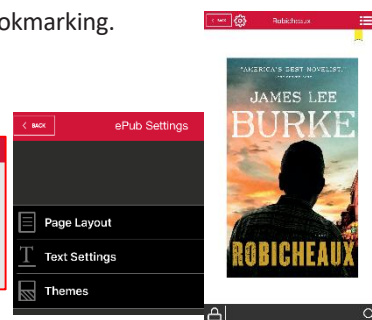 okmarking.
< BACK
ePub Settings
Page Layout
Text Settings
Themes
< BACK
Robicheaux
"AMERICA'S BEST NOVELIST."
JAMES LEE
BURKE
ROBICHEAUX